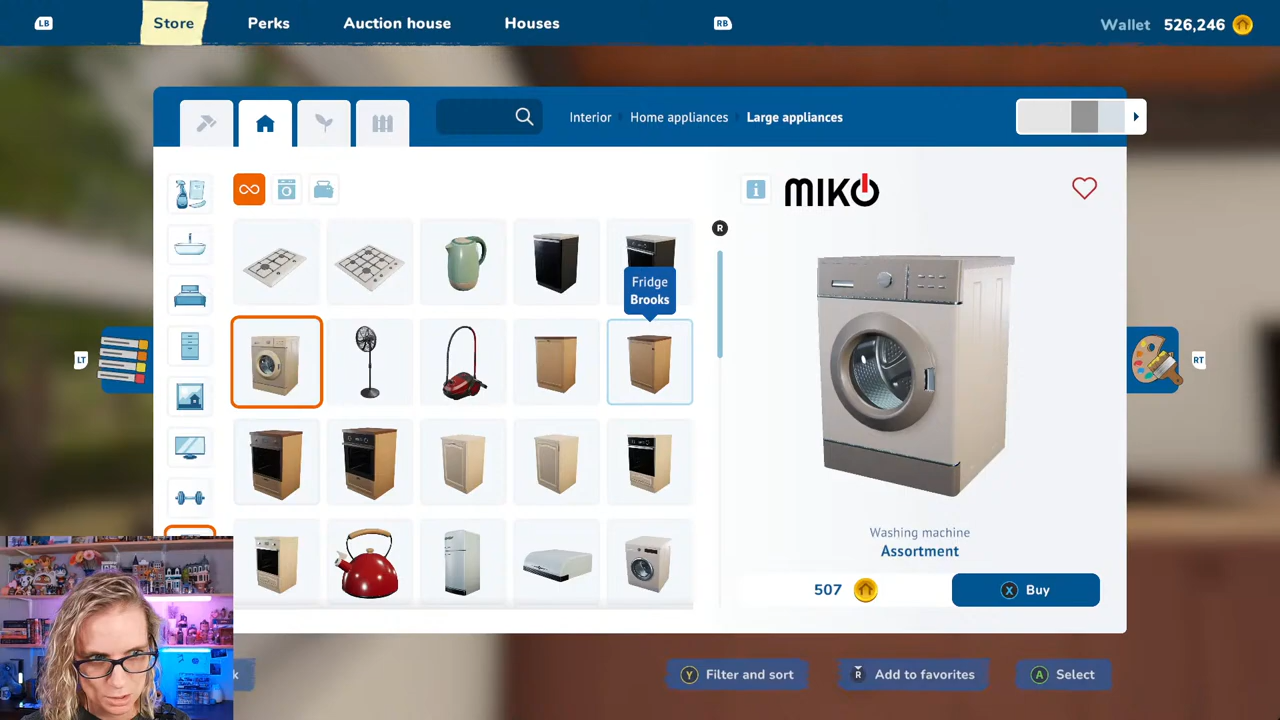 LB
Store
Perks
Auction house
Houses
RB
Wallet 526,246
Interior
Home appliances
Large appliances
MIKO
R
Fridge
Brooks
LT
RT
Washing machine
Assortment
507
X Buy
k
Y Filter and sort
R Add to favorites
A Select